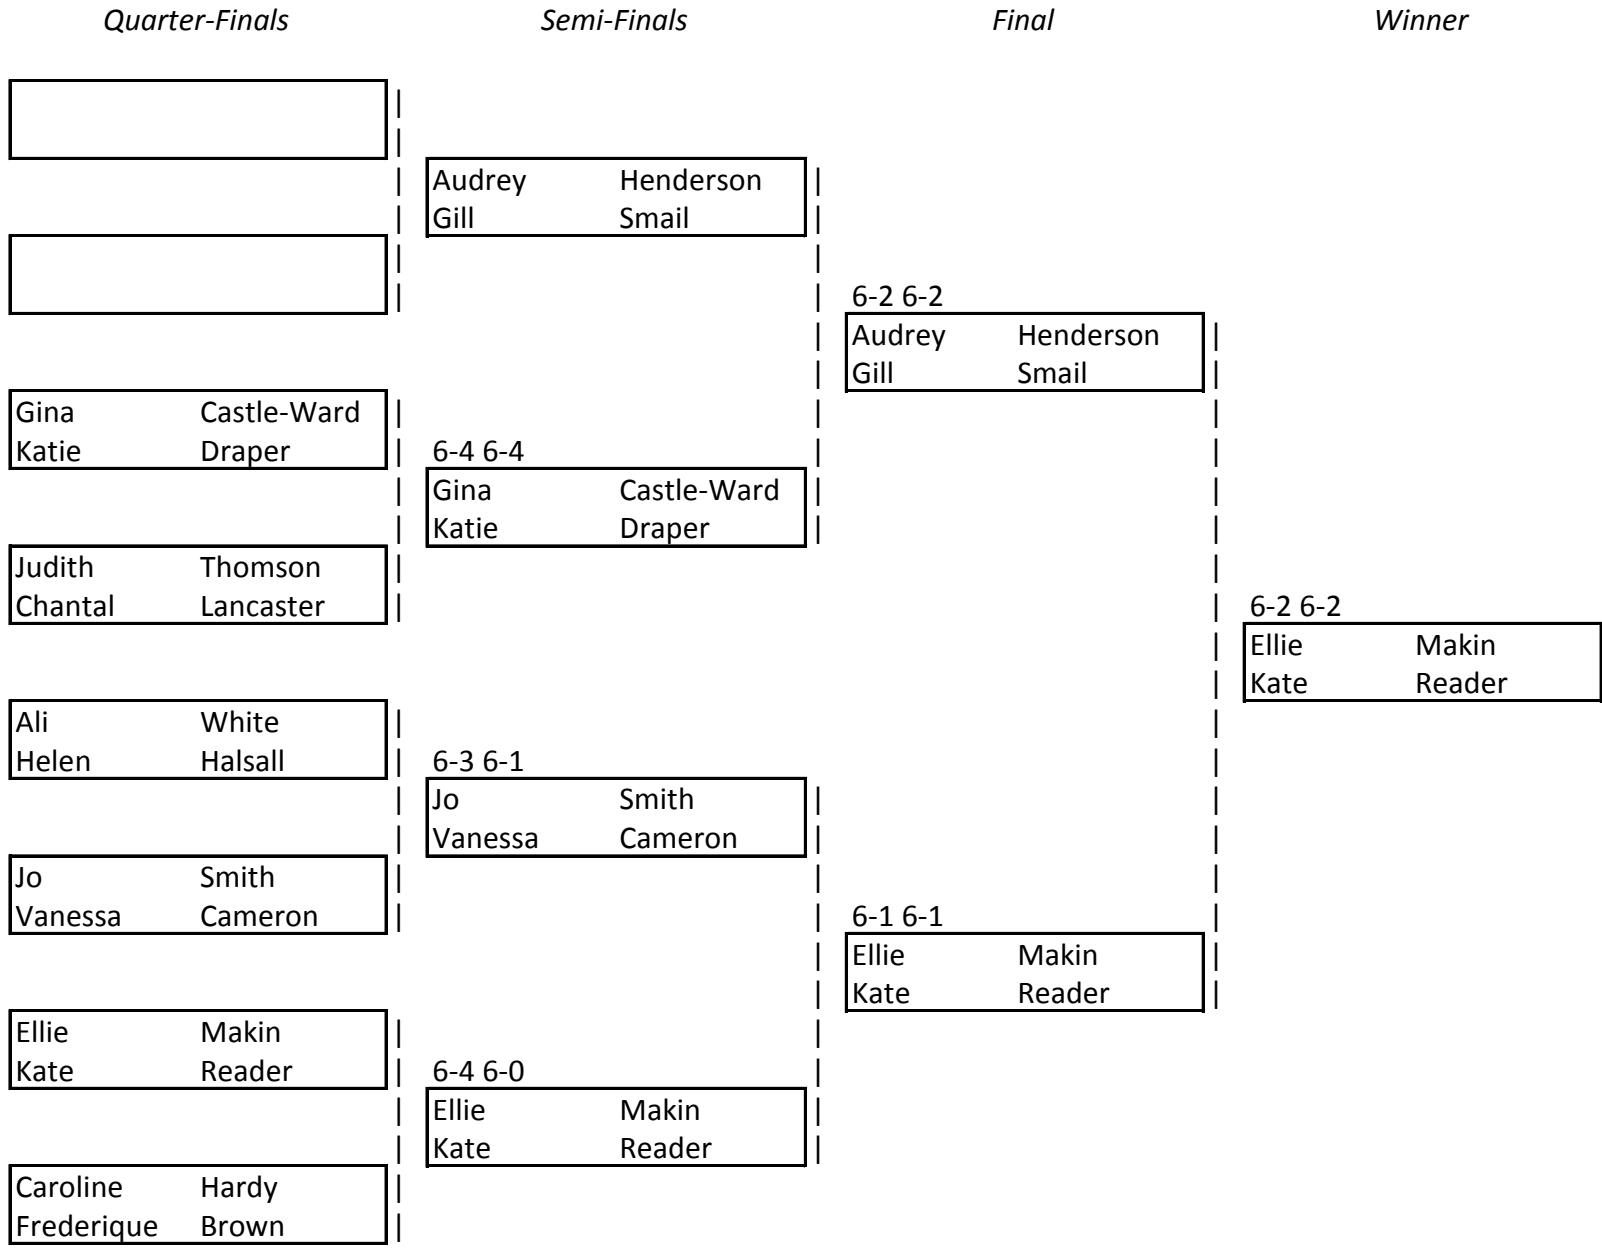 Quarter-Finals Semi-Finals Final Winner
Audrey Henderson
Gill Smail
6-2 6-2
Audrey Henderson
Gill Smail
Gina Castle-Ward
Katie Draper
6-4 6-4
Gina Castle-Ward
Katie Draper
Judith Thomson
Chantal Lancaster
6-2 6-2
Ellie Makin
Kate Reader
Ali White
Helen Halsall
6-3 6-1
Jo Smith
Vanessa Cameron
Jo Smith
Vanessa Cameron
6-1 6-1
Ellie Makin
Kate Reader
Ellie Makin
Kate Reader
6-4 6-0
Ellie Makin
Kate Reader
Caroline Hardy
Frederique Brown